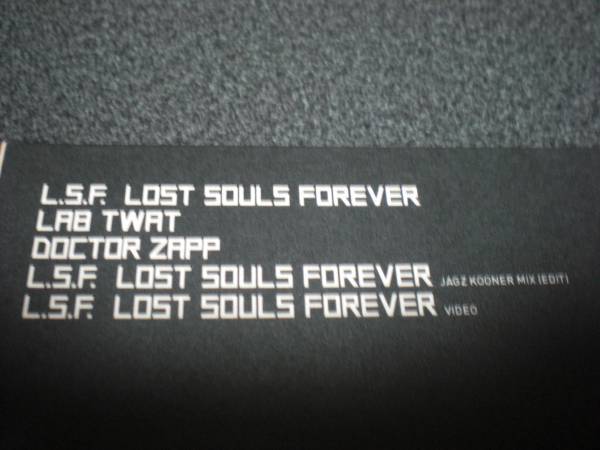 L.S.F. LOST SOULS FOREVER
LAB TWAT
DOCTOR ZAPP
L.S.F. LOST SOULS FOREVER JAGZ KOONER MIX (EDIT)
L.S.F. LOST SOULS FOREVER VIDEO